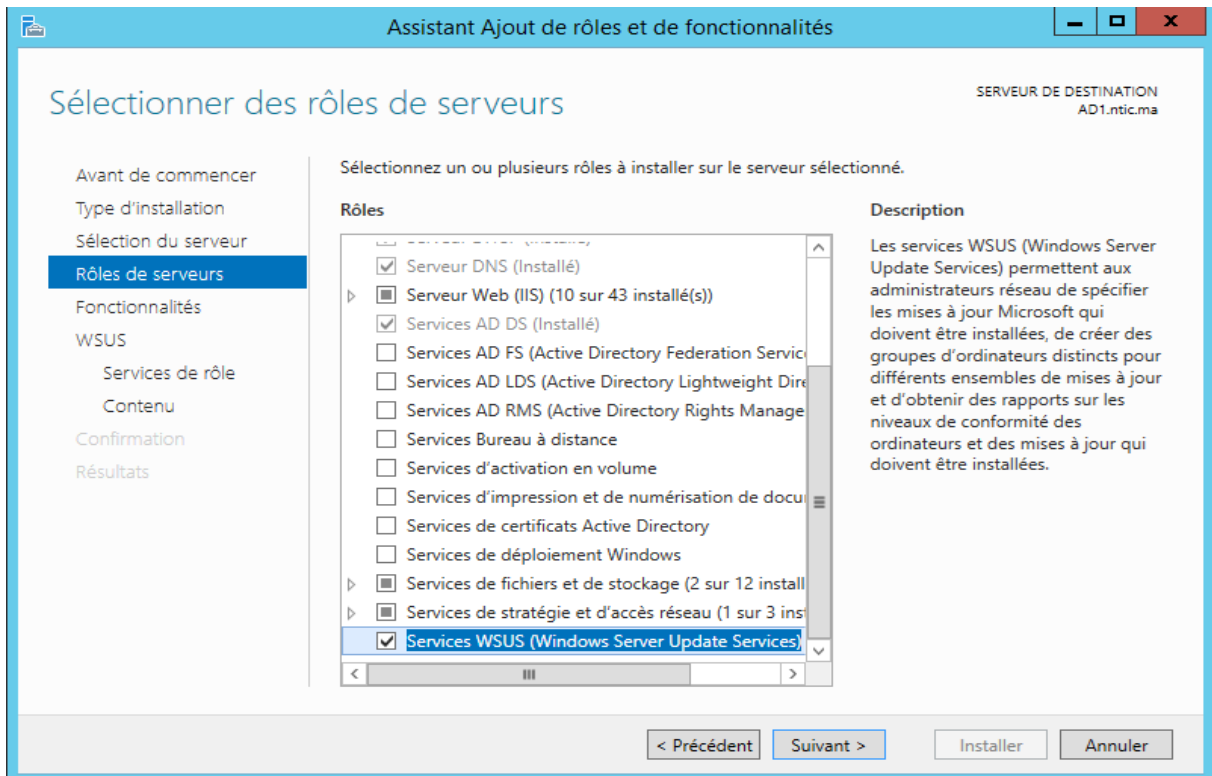 Assistant Ajout de rôles et de fonctionnalités
Sélectionner des rôles de serveurs
SERVEUR DE DESTINATION
AD1.ntic.ma
Avant de commencer
Type d'installation
Sélection du serveur
Rôles de serveurs
Fonctionnalités
WSUS
Services de rôle
Contenu
Confirmation
Résultats
Sélectionnez un ou plusieurs rôles à installer sur le serveur sélectionné.
Rôles
Serveur DNS (Installé)
Serveur Web (IIS) (10 sur 43 installé(s))
Services AD DS (Installé)
Services AD FS (Active Directory Federation Servic
Services AD LDS (Active Directory Lightweight Dire
Services AD RMS (Active Directory Rights Manage
Services Bureau à distance
Services d'activation en volume
Services d'impression et de numérisation de docu
Services de certificats Active Directory
Services de déploiement Windows
Services de fichiers et de stockage (2 sur 12 install
Services de stratégie et d'accès réseau (1 sur 3 ins
Services WSUS (Windows Server Update Services)
Description
Les services WSUS (Windows Server
Update Services) permettent aux
administrateurs réseau de spécifier
les mises à jour Microsoft qui
doivent être installées, de créer des
groupes d'ordinateurs distincts pour
différents ensembles de mises à jour
et d'obtenir des rapports sur les
niveaux de conformité des
ordinateurs et des mises à jour qui
doivent être installées.
< Précédent
Suivant >
Installer
Annuler